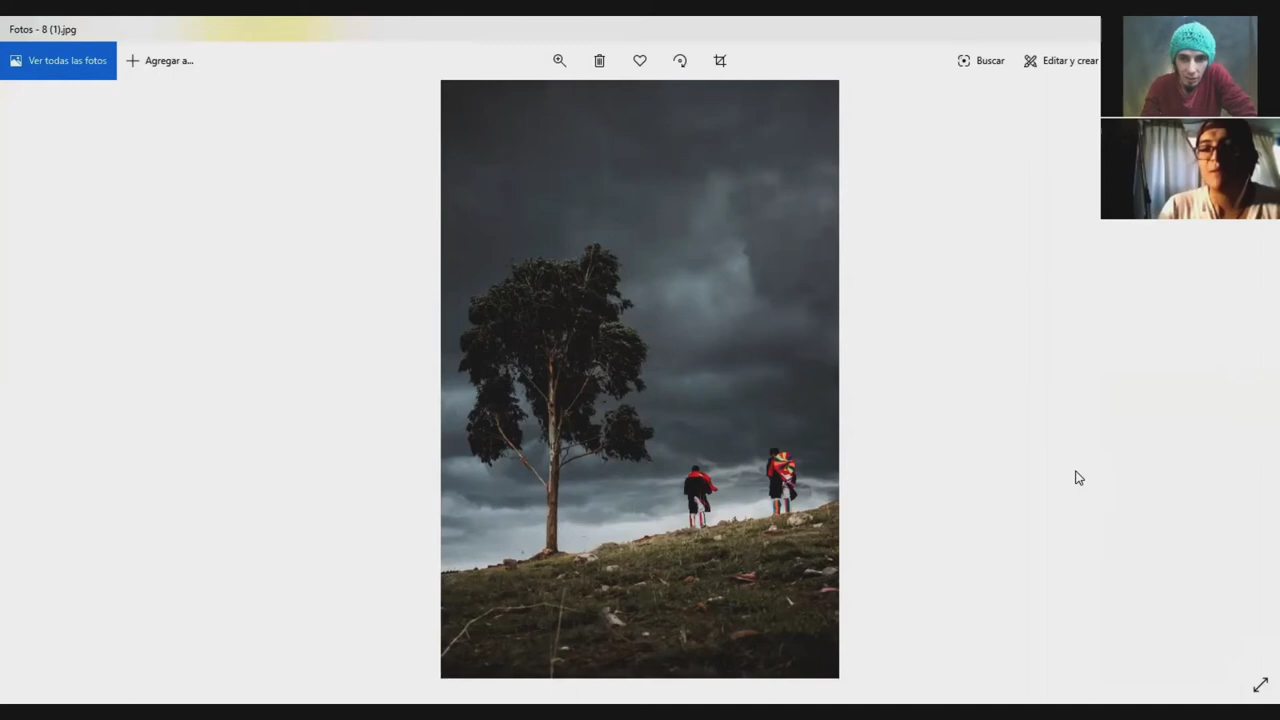 Fotos - 8 (1).jpg
Ver todas las fotos
Agregar a...
Buscar
Editar y crear